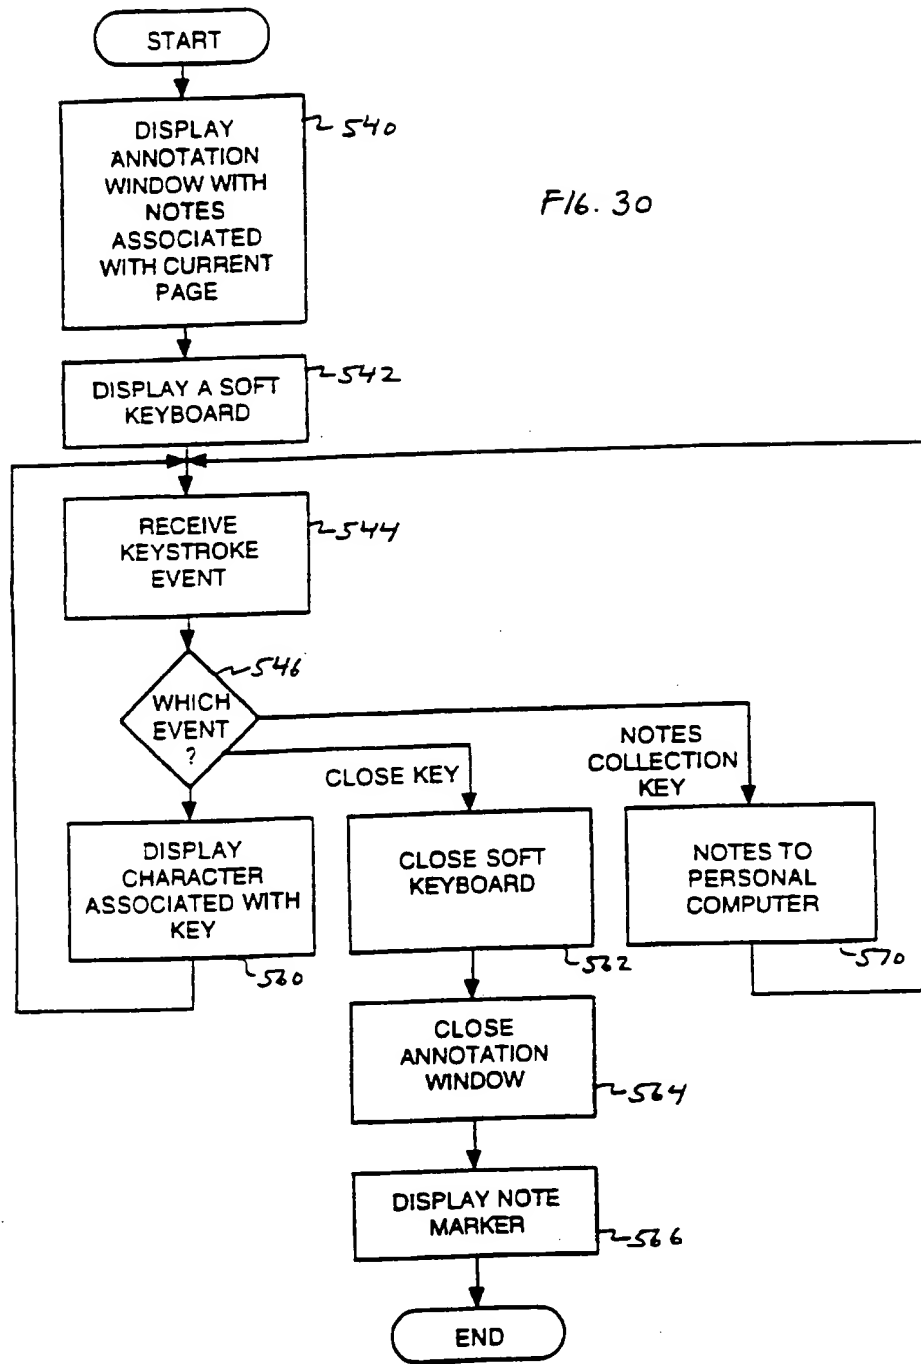 START
DISPLAY
ANNOTATION
WINDOW WITH
NOTES
ASSOCIATED
WITH CURRENT
PAGE
540
FIG. 30
DISPLAY A SOFT
KEYBOARD
542
RECEIVE
KEYSTROKE
EVENT
544
WHICH
EVENT
?
546
CLOSE KEY
NOTES
COLLECTION
KEY
DISPLAY
CHARACTER
ASSOCIATED WITH
KEY
560
CLOSE SOFT
KEYBOARD
562
NOTES TO
PERSONAL
COMPUTER
570
CLOSE
ANNOTATION
WINDOW
564
DISPLAY NOTE
MARKER
566
END